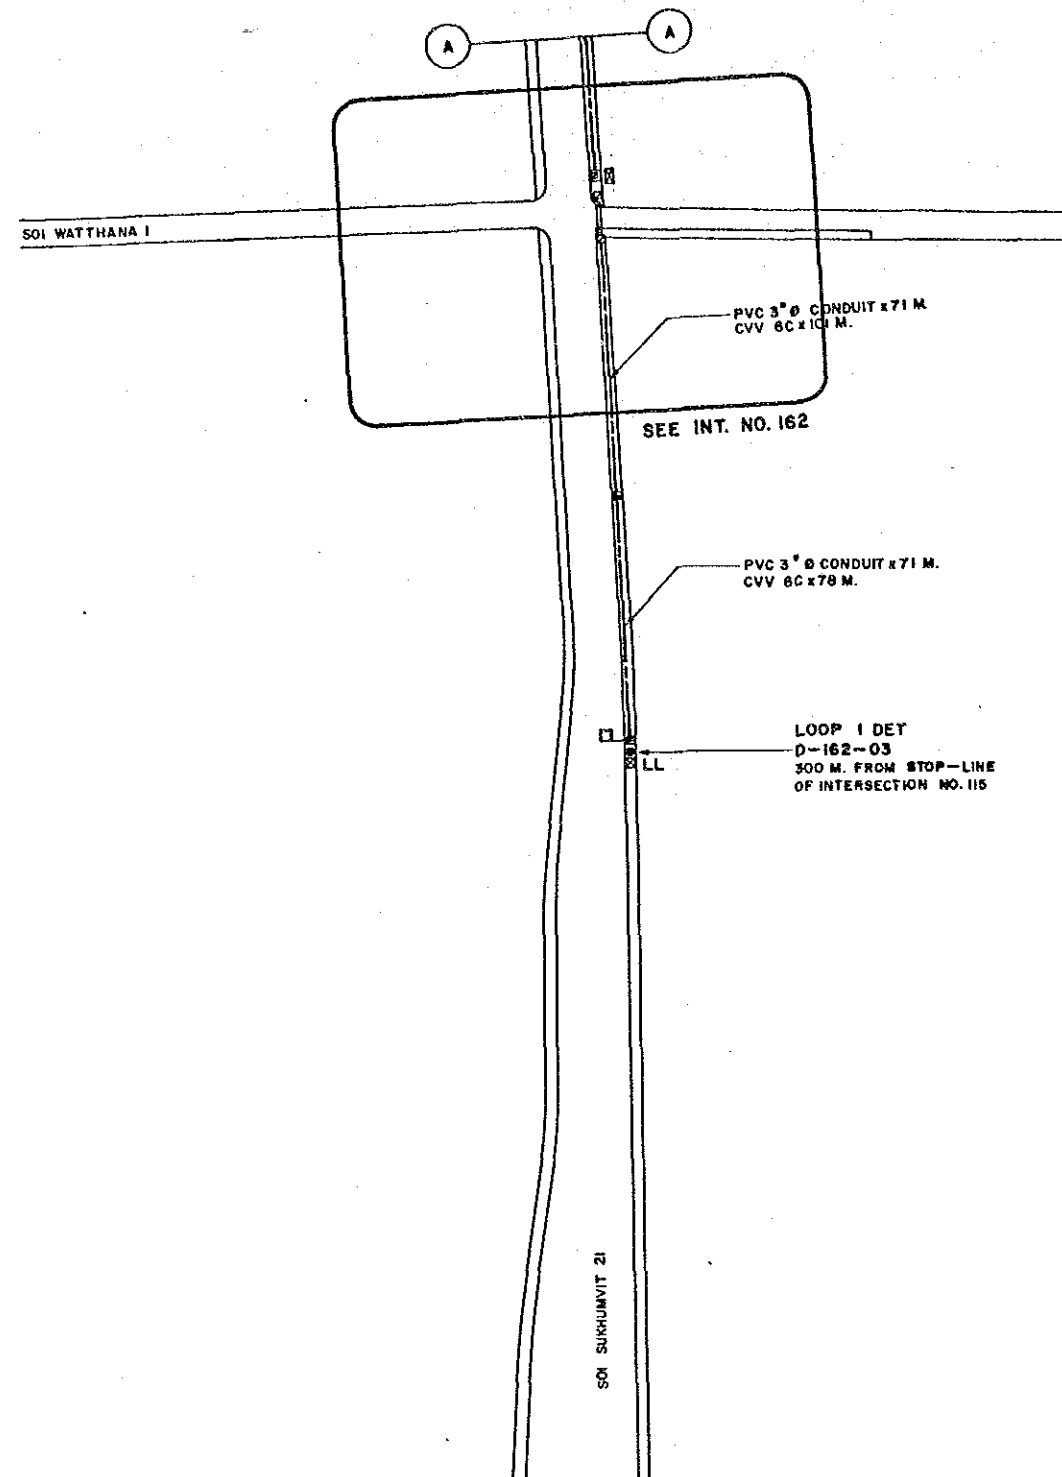 A
A
SOI WATTHANA I
PVC 3" Ø CONDUIT x 71 M.
CVV 6C x 101 M.
SEE INT. NO. 162
PVC 3" Ø CONDUIT x 71 M.
CVV 6C x 78 M.
LOOP 1 DET
D-162-03
300 M. FROM STOP-LINE
OF INTERSECTION NO. 115
LL
SOI SUKHUMVIT 21